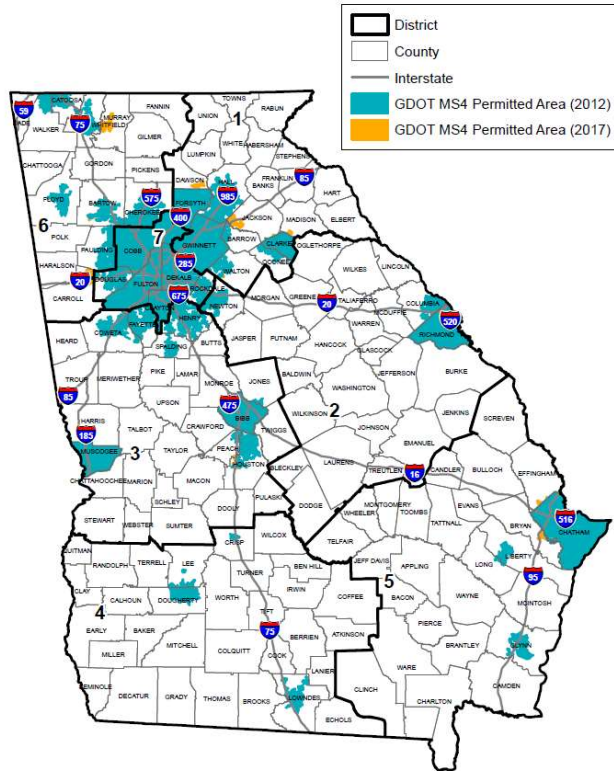 District
County
Interstate
GDOT MS4 Permitted Area (2012)
GDOT MS4 Permitted Area (2017)
59
CATOOSA
75
WALKER
WHITFIELD
MURRAY
FANNIN
GILMER
UNION
TOWNS
RABUN
1
WHITE
HABERSHAM
LUMPKIN
STEPHENS
CHATTOOGA
GORDON
PICKENS
DAWSON
HALL
BANKS
FRANKLIN
85
HART
FLOYD
BARTOW
575
CHEROKEE
FORSYTH
985
400
JACKSON
MADISON
ELBERT
6
POLK
PAULDING
COBB
7
GWINNETT
BARROW
CLARKE
OGLETHORPE
OCONEE
HARALSON
DOUGLAS
285
DEKALB
WALTON
WILKES
LINCOLN
20
CARROLL
FULTON
675
ROCKDALE
NEWTON
MORGAN
GREENE
20
TALIAFERRO
COLUMBIA
MCDUFFIE
520
CLAYTON
FAYETTE
HENRY
WARREN
RICHMOND
HEARD
COWETA
SPALDING
BUTTS
JASPER
PUTNAM
HANCOCK
GLASCOCK
TROUP
MERIWETHER
PIKE
LAMAR
MONROE
JONES
BALDWIN
JEFFERSON
BURKE
85
UPSON
475
WASHINGTON
HARRIS
TALBOT
CRAWFORD
BIBB
TWIGGS
WILKINSON
2
JENKINS
SCREVEN
185
MUSCOGEE
3
TAYLOR
PEACH
JOHNSON
EMANUEL
CHATTAHOOCHEE
MARION
MACON
HOUSTON
BLECKLEY
LAURENS
TREUTLEN
16
CANDLER
BULLOCH
EFFINGHAM
SCHLEY
DOOLY
PULASKI
STEWART
WEBSTER
SUMTER
DODGE
WHEELER
MONTGOMERY
TOOMBS
TATTNALL
EVANS
BRYAN
516
CHATHAM
QUITMAN
RANDOLPH
TERRELL
LEE
CRISP
WILCOX
TELFAIR
JEFF DAVIS
APPLING
LONG
LIBERTY
TURNER
BEN HILL
5
95
CLAY
CALHOUN
DOUGHERTY
WORTH
IRWIN
COFFEE
BACON
WAYNE
MCINTOSH
4
EARLY
BAKER
MITCHELL
TIFT
75
BERRIEN
ATKINSON
PIERCE
COLQUITT
COOK
BRANTLEY
GLYNN
MILLER
LANIER
WARE
SEMINOLE
DECATUR
GRADY
THOMAS
BROOKS
LOWNDES
CLINCH
CAMDEN
ECHOLS
CHARLTON